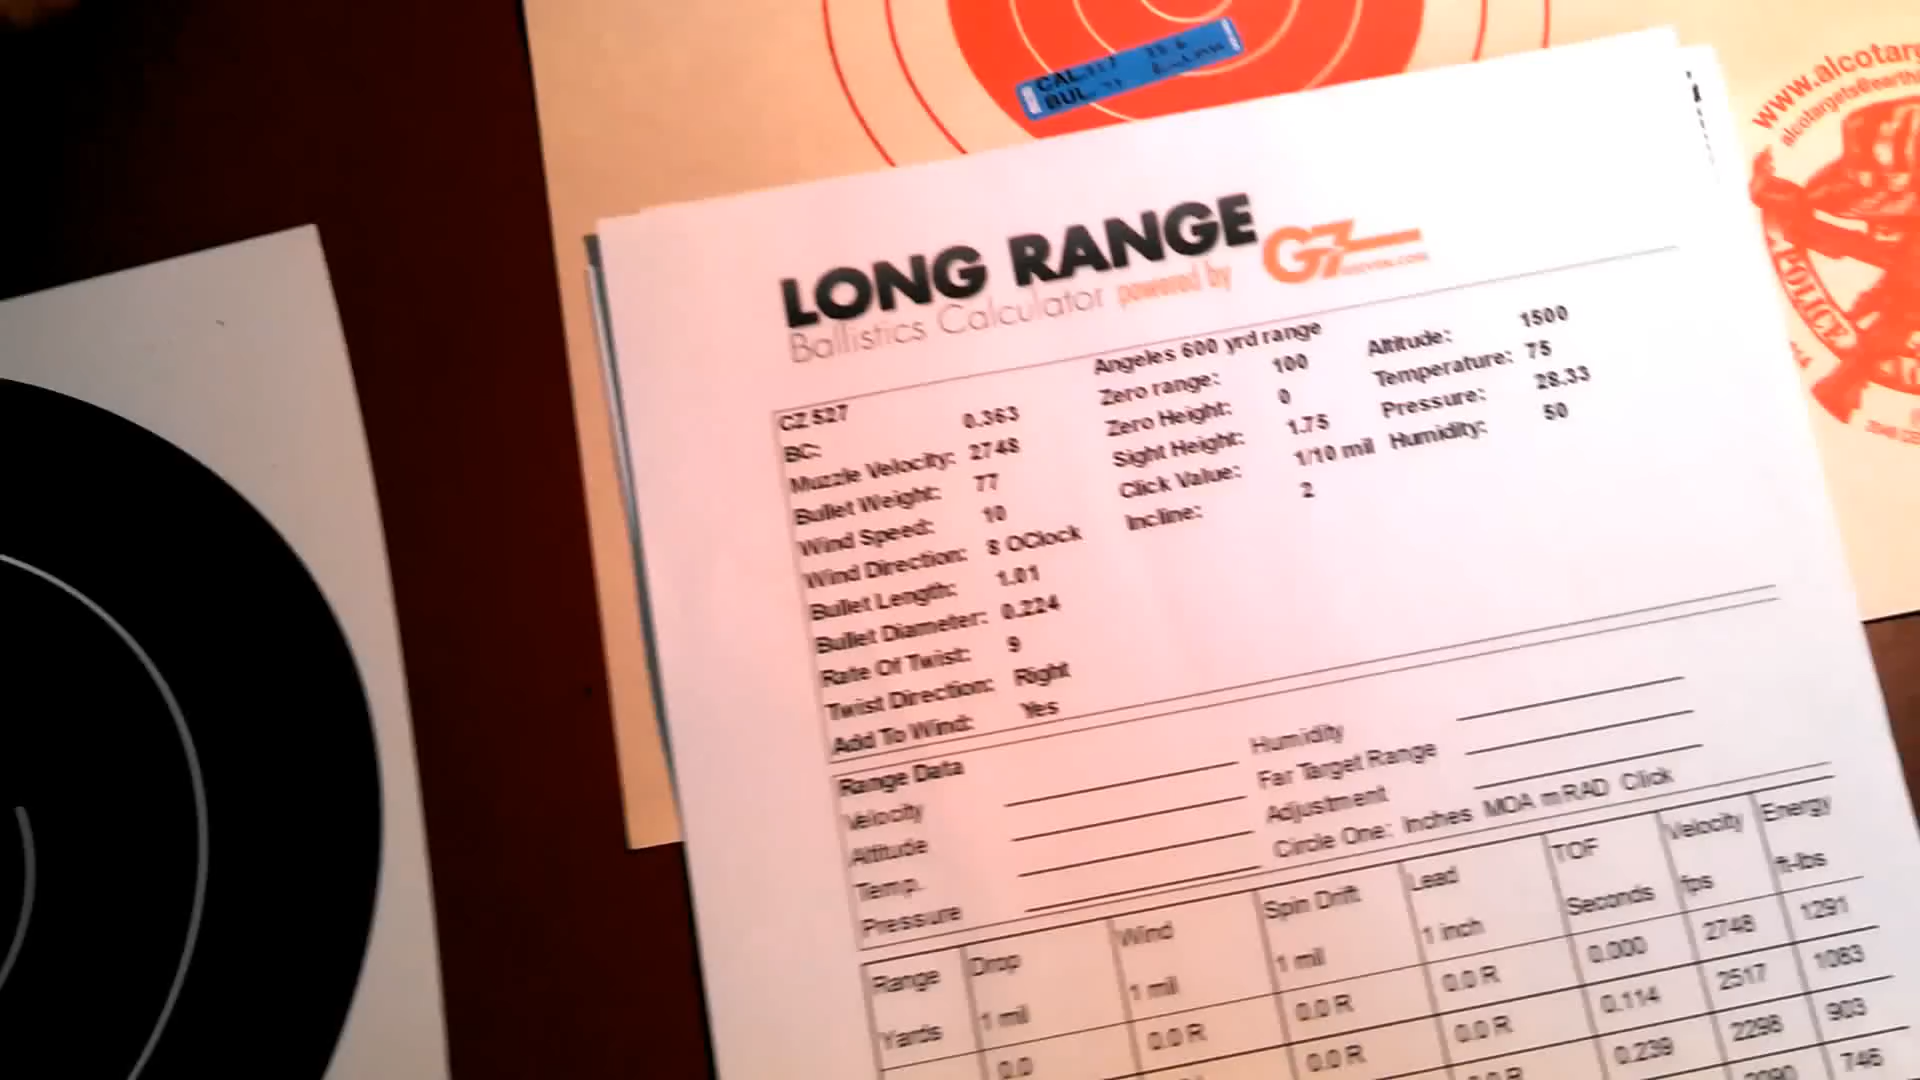 CAL.
BUL.
www.alcotar
alcotargets@earth
POLICE
LONG RANGE
Ballistics Calculator powered by G7
CZ 527 Angeles 600 yrd range
BC: 0.363 Zero range: 100 Altitude: 1500
Muzzle Velocity: 2748 Zero Height: 0 Temperature: 75
Bullet Weight: 77 Sight Height: 1.75 Pressure: 28.33
Wind Speed: 10 Click Value: 1/10 mil Humidity: 50
Wind Direction: 8 OClock Incline: 2
Bullet Length: 1.01
Bullet Diameter: 0.224
Rate Of Twist: 9
Twist Direction: Right
Add To Wind: Yes
Range Data
Velocity Humidity
Altitude Far Target Range
Temp. Adjustment
Pressure Circle One: Inches MOA mRAD Click
Range Drop Wind Spin Drift Lead TOF Velocity Energy
Yards 1 mil 1 mil 1 mil 1 inch Seconds fps ft-lbs
0.0 0.0 R 0.0 R 0.0 R 0.000 2748 1291
0.0 R 0.0 R 0.114 2517 1083
0.239 2298 903
746